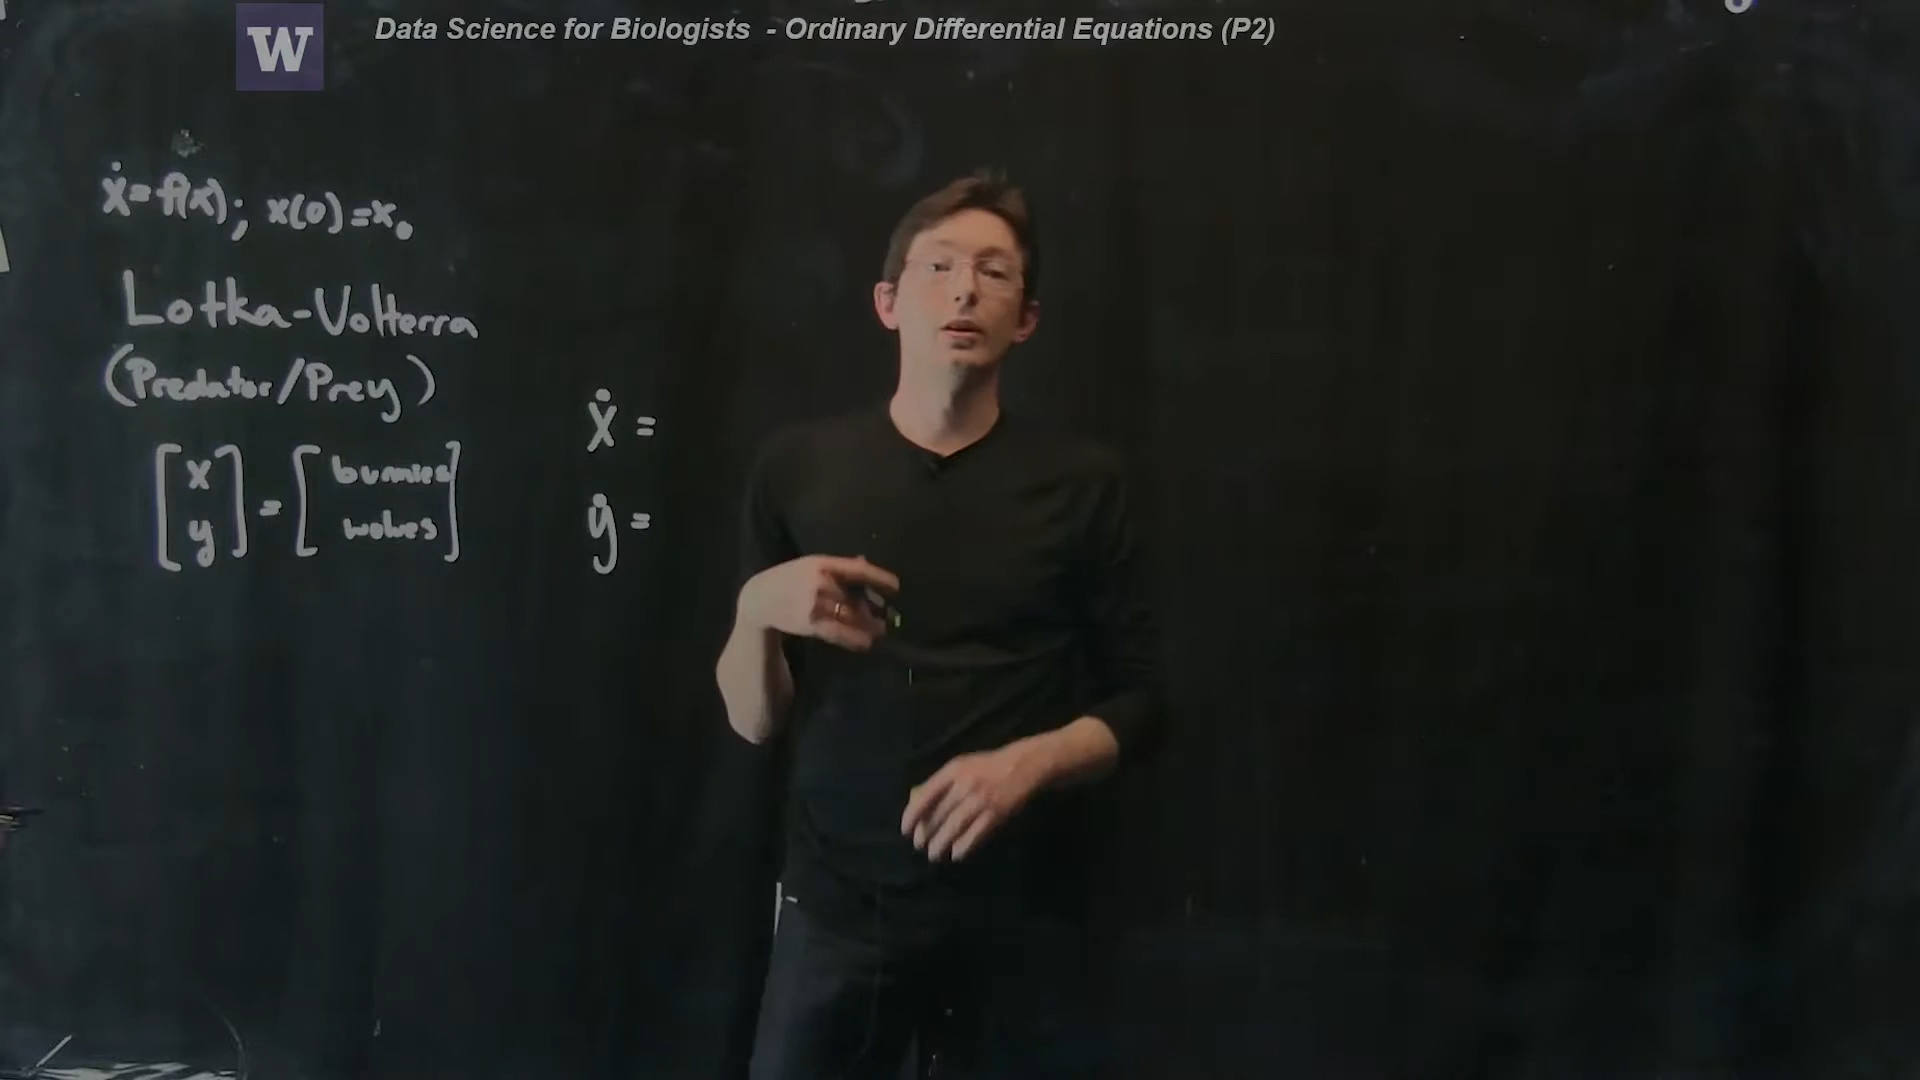 W
Data Science for Biologists - Ordinary Differential Equations (P2)
ẋ = f(x); x(0) = x₀
Lotka-Volterra
(Predator/Prey)
[x y] = [bunnies wolves]
ẋ =
ẏ =